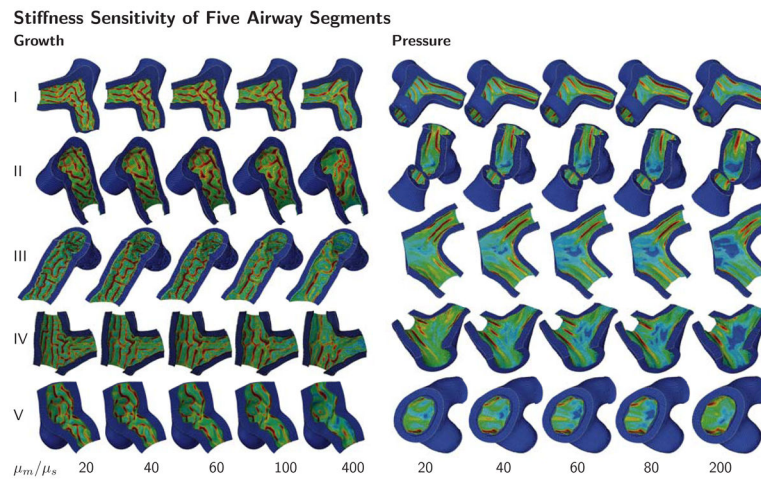 Stiffness Sensitivity of Five Airway Segments
Growth Pressure
I
II
III
IV
V
μm/μs 20 40 60 100 400 20 40 60 80 200